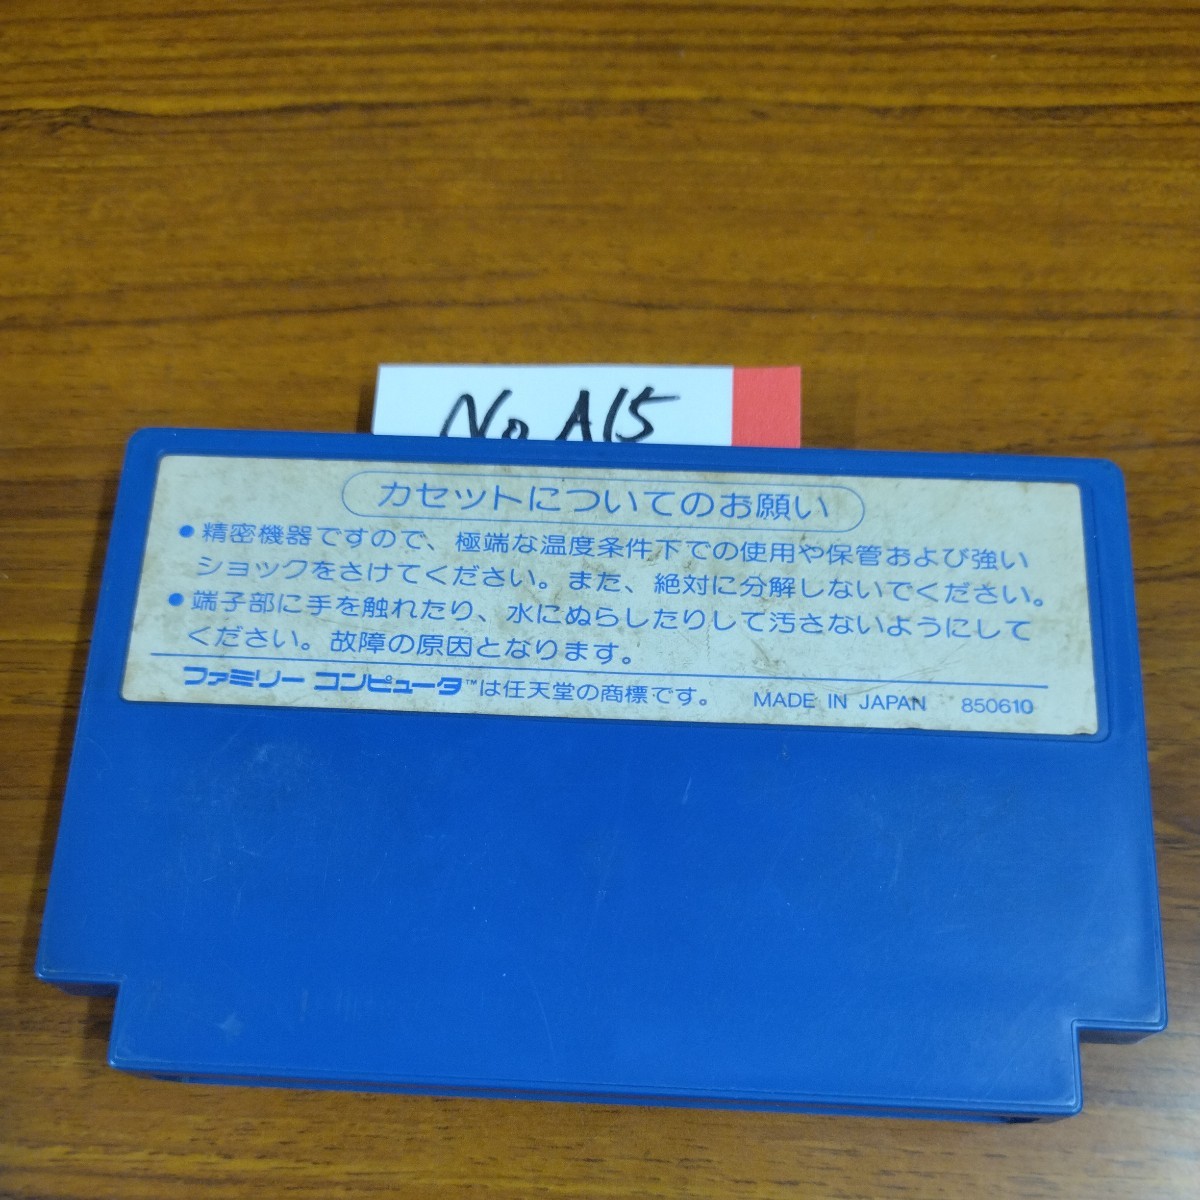 No A15
カセットについてのお願い
●精密機器ですので、極端な温度条件下での使用や保管および強い
ショックをさけてください。また、絶対に分解しないでください。
●端子部に手を触れたり、水にぬらしたりして汚さないようにして
ください。故障の原因となります。
ファミリーコンピュータ™は任天堂の商標です。 MADE IN JAPAN 850610